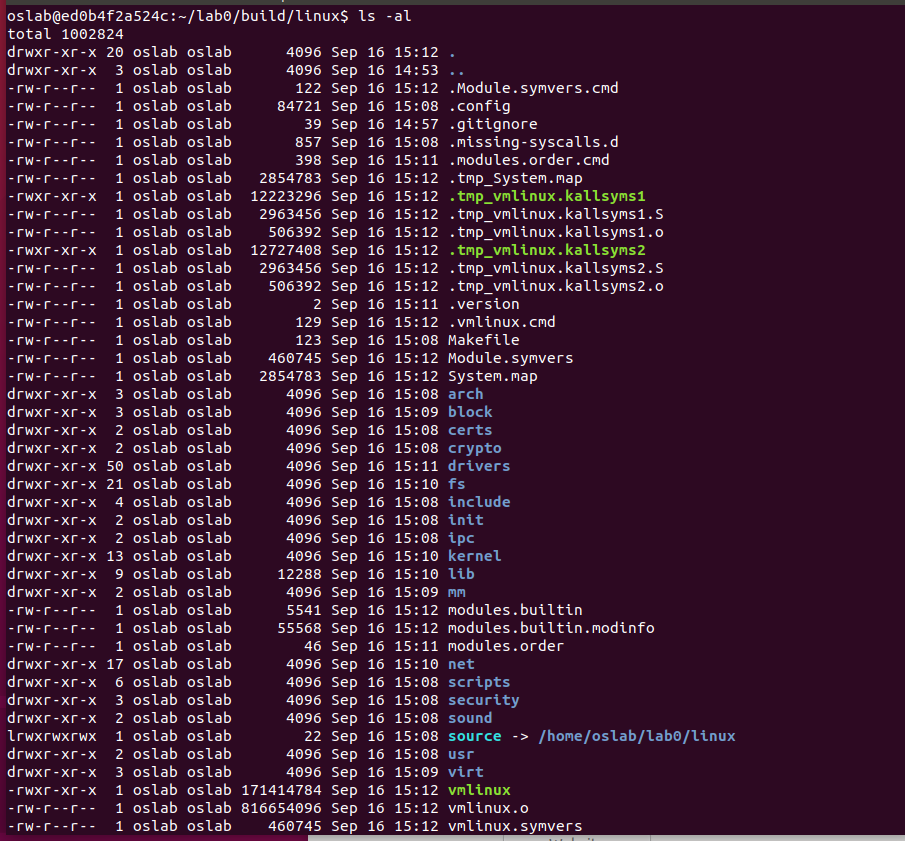 oslab@ed0b4f2a524c:~/lab0/build/linux$ ls -al
total 1002824
drwxr-xr-x 20 oslab oslab      4096 Sep 16 15:12 .
drwxr-xr-x  3 oslab oslab      4096 Sep 16 14:53 ..
-rw-r--r--  1 oslab oslab       122 Sep 16 15:12 .Module.symvers.cmd
-rw-r--r--  1 oslab oslab     84721 Sep 16 15:08 .config
-rw-r--r--  1 oslab oslab        39 Sep 16 14:57 .gitignore
-rw-r--r--  1 oslab oslab       857 Sep 16 15:08 .missing-syscalls.d
-rw-r--r--  1 oslab oslab       398 Sep 16 15:11 .modules.order.cmd
-rw-r--r--  1 oslab oslab   2854783 Sep 16 15:12 .tmp_System.map
-rwxr-xr-x  1 oslab oslab  12223296 Sep 16 15:12 .tmp_vmlinux.kallsyms1
-rw-r--r--  1 oslab oslab   2963456 Sep 16 15:12 .tmp_vmlinux.kallsyms1.S
-rw-r--r--  1 oslab oslab    506392 Sep 16 15:12 .tmp_vmlinux.kallsyms1.o
-rwxr-xr-x  1 oslab oslab  12727408 Sep 16 15:12 .tmp_vmlinux.kallsyms2
-rw-r--r--  1 oslab oslab   2963456 Sep 16 15:12 .tmp_vmlinux.kallsyms2.S
-rw-r--r--  1 oslab oslab    506392 Sep 16 15:12 .tmp_vmlinux.kallsyms2.o
-rw-r--r--  1 oslab oslab         2 Sep 16 15:11 .version
-rw-r--r--  1 oslab oslab       129 Sep 16 15:12 .vmlinux.cmd
-rw-r--r--  1 oslab oslab       123 Sep 16 15:08 Makefile
-rw-r--r--  1 oslab oslab    460745 Sep 16 15:12 Module.symvers
-rw-r--r--  1 oslab oslab   2854783 Sep 16 15:12 System.map
drwxr-xr-x  3 oslab oslab      4096 Sep 16 15:08 arch
drwxr-xr-x  3 oslab oslab      4096 Sep 16 15:09 block
drwxr-xr-x  2 oslab oslab      4096 Sep 16 15:08 certs
drwxr-xr-x  2 oslab oslab      4096 Sep 16 15:08 crypto
drwxr-xr-x 50 oslab oslab      4096 Sep 16 15:11 drivers
drwxr-xr-x 21 oslab oslab      4096 Sep 16 15:10 fs
drwxr-xr-x  4 oslab oslab      4096 Sep 16 15:08 include
drwxr-xr-x  2 oslab oslab      4096 Sep 16 15:08 init
drwxr-xr-x  2 oslab oslab      4096 Sep 16 15:08 ipc
drwxr-xr-x 13 oslab oslab      4096 Sep 16 15:10 kernel
drwxr-xr-x  9 oslab oslab     12288 Sep 16 15:10 lib
drwxr-xr-x  2 oslab oslab      4096 Sep 16 15:09 mm
-rw-r--r--  1 oslab oslab      5541 Sep 16 15:12 modules.builtin
-rw-r--r--  1 oslab oslab     55568 Sep 16 15:12 modules.builtin.modinfo
-rw-r--r--  1 oslab oslab        46 Sep 16 15:11 modules.order
drwxr-xr-x 17 oslab oslab      4096 Sep 16 15:10 net
drwxr-xr-x  6 oslab oslab      4096 Sep 16 15:08 scripts
drwxr-xr-x  3 oslab oslab      4096 Sep 16 15:08 security
drwxr-xr-x  2 oslab oslab      4096 Sep 16 15:08 sound
lrwxrwxrwx  1 oslab oslab        22 Sep 16 15:08 source -> /home/oslab/lab0/linux
drwxr-xr-x  2 oslab oslab      4096 Sep 16 15:08 usr
drwxr-xr-x  3 oslab oslab      4096 Sep 16 15:09 virt
-rwxr-xr-x  1 oslab oslab 171414784 Sep 16 15:12 vmlinux
-rw-r--r--  1 oslab oslab 816654096 Sep 16 15:12 vmlinux.o
-rw-r--r--  1 oslab oslab    460745 Sep 16 15:12 vmlinux.symvers